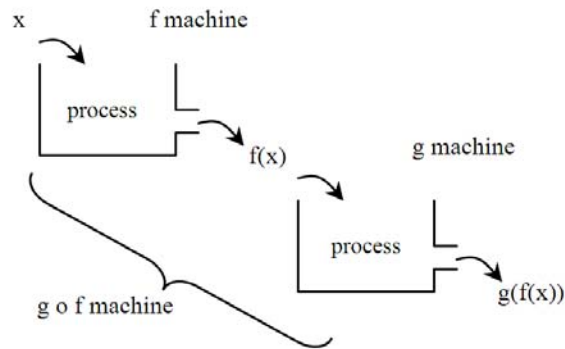 x
f machine
process
f(x)
g machine
process
g o f machine
g(f(x))